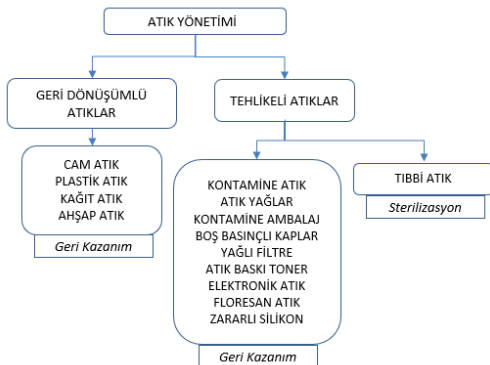 ATIK YÖNETİMİ
GERİ DÖNÜŞÜMLÜ
ATIKLAR
TEHLİKELİ ATIKLAR
CAM ATIK
PLASTİK ATIK
KAĞIT ATIK
AHŞAP ATIK
Geri Kazanım
KONTAMİNE ATIK
ATIK YAĞLAR
KONTAMİNE AMBALAJ
BOŞ BASINÇLI KAPLAR
YAĞLI FİLTRE
ATIK BASKI TONER
ELEKTRONİK ATIK
FLORESAN ATIK
ZARARLI SİLİKON
Geri Kazanım
TIBBİ ATIK
Sterilizasyon